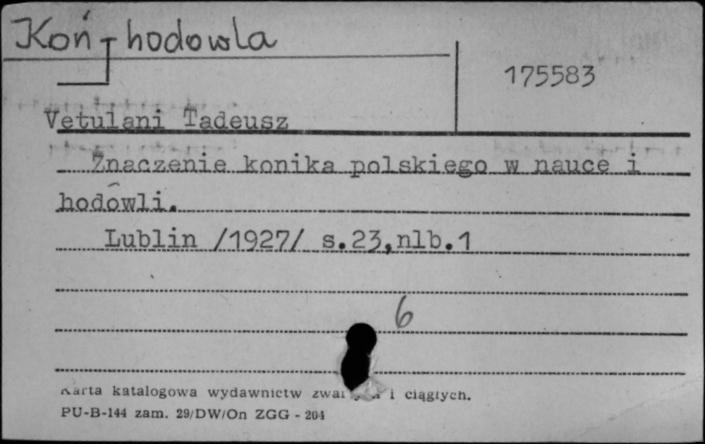 Koń - hodowla
175583
Vetulani Tadeusz
Znaczenie konika polskiego w nauce i
hodowli.
Lublin /1927/ s.23,nlb.1
6
Karta katalogowa wydawnictw i ciągłych.
PU-B-144 zam. 29/DW/On ZGG - 204